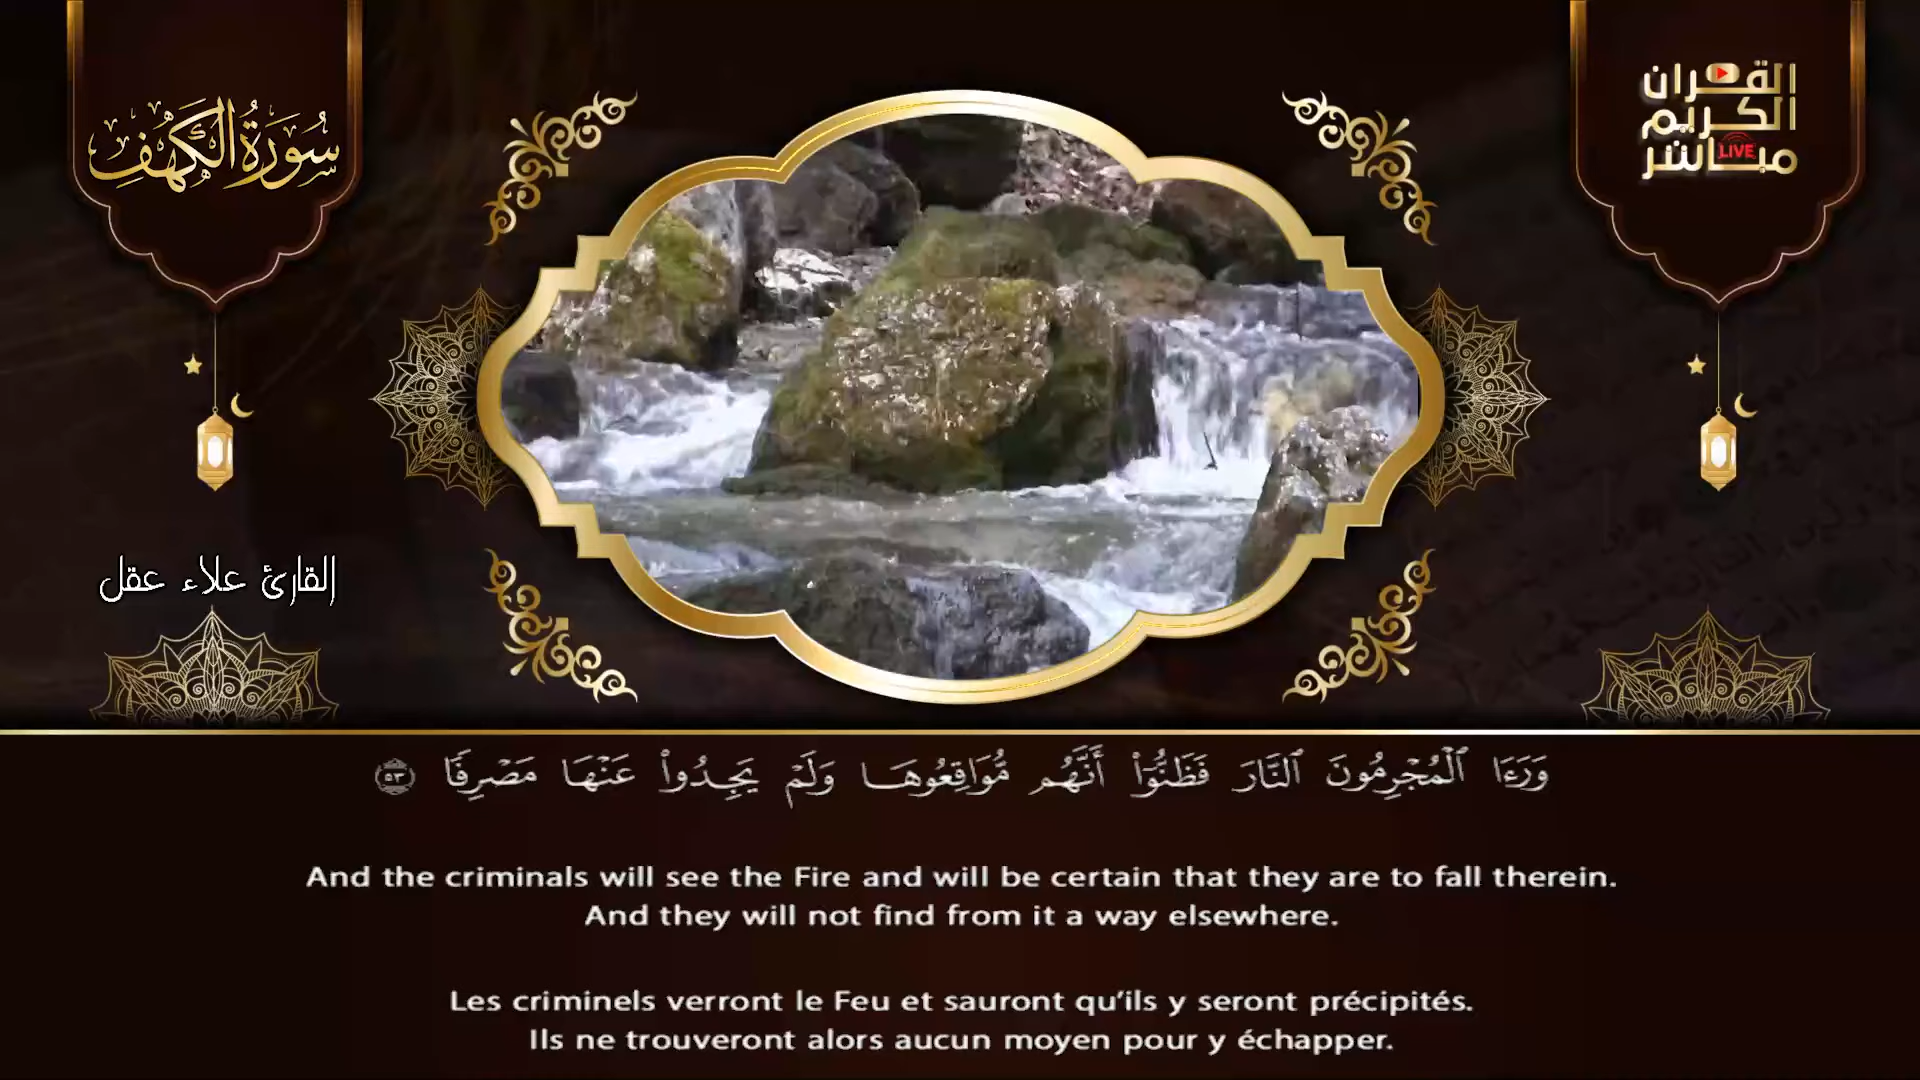 سُورَةُ الكَهْفِ
القرآن
الكريم
مباشر
LIVE
القارئ علاء عقل
وَرَءَا ٱلْمُجْرِمُونَ ٱلنَّارَ فَظَنُّوٓا۟ أَنَّهُم مُّوَاقِعُوهَا وَلَمْ يَجِدُوا۟ عَنْهَا مَصْرِفًا ٥٣
And the criminals will see the Fire and will be certain that they are to fall therein.
And they will not find from it a way elsewhere.
Les criminels verront le Feu et sauront qu’ils y seront précipités.
Ils ne trouveront alors aucun moyen pour y échapper.